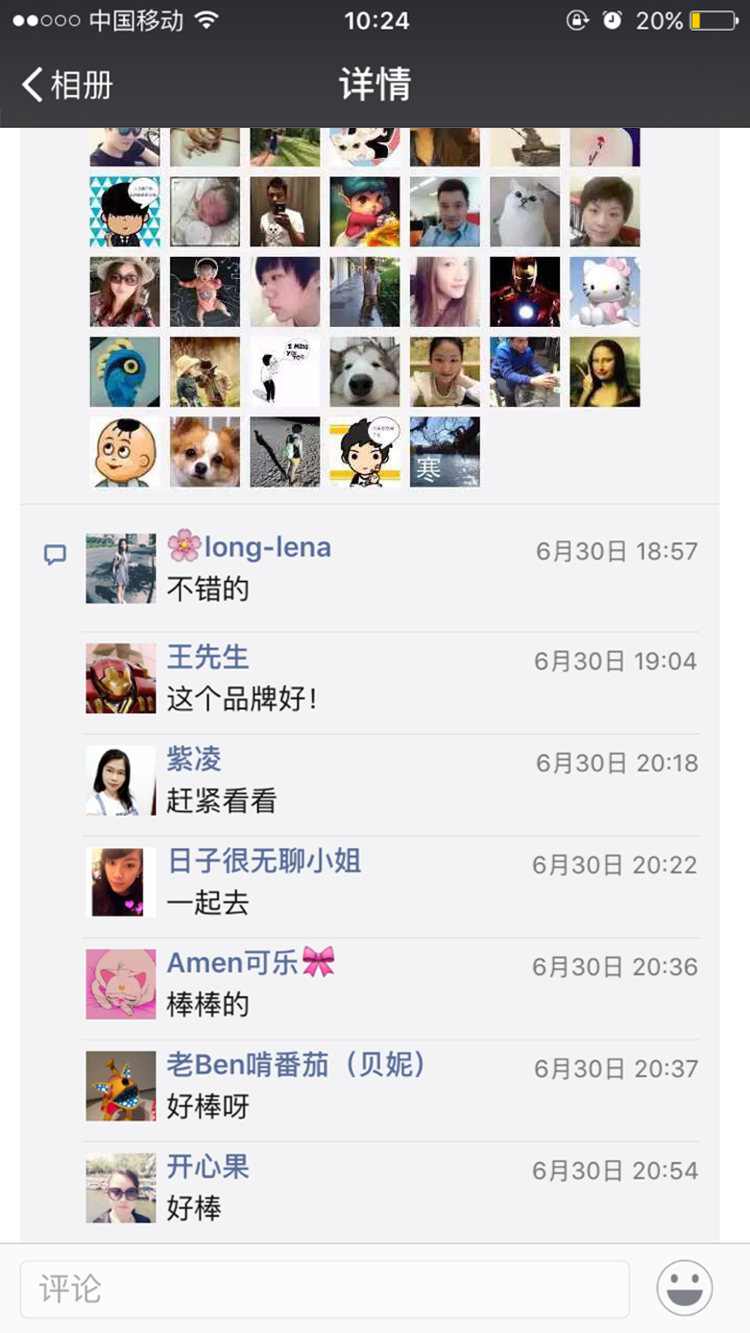 中国移动 10:24 20%
相册 详情
I MISS
YOU
TOO
寒
long-lena 6月30日 18:57
不错的
王先生 6月30日 19:04
这个品牌好!
紫凌 6月30日 20:18
赶紧看看
日子很无聊小姐 6月30日 20:22
一起去
Amen可乐 6月30日 20:36
棒棒的
老Ben啃番茄（贝妮） 6月30日 20:37
好棒呀
开心果 6月30日 20:54
好棒
评论